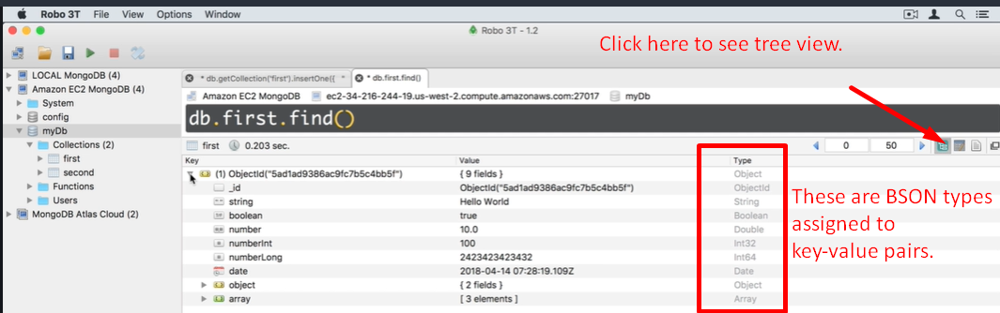 Robo 3T File View Options Window
Robo 3T - 1.2
Click here to see tree view.
LOCAL MongoDB (4)
Amazon EC2 MongoDB (4)
System
config
myDb
Collections (2)
first
second
Functions
Users
MongoDB Atlas Cloud (2)
* db.getCollection('first').insertOne({ * * db.first.find()
Amazon EC2 MongoDB ec2-34-216-244-19.us-west-2.compute.amazonaws.com:27017 myDb
db.first.find()
first 0.203 sec. 0 50
Key Value Type
(1) ObjectId("5ad1ad9386ac9fc7b5c4bb5f") { 9 fields } Object
_id ObjectId("5ad1ad9386ac9fc7b5c4bb5f") ObjectId
string Hello World String
boolean true Boolean
number 10.0 Double
numberInt 100 Int32
numberLong 2423423423432 Int64
date 2018-04-14 07:28:19.109Z Date
object { 2 fields } Object
array [ 3 elements ] Array
These are BSON types
assigned to
key-value pairs.